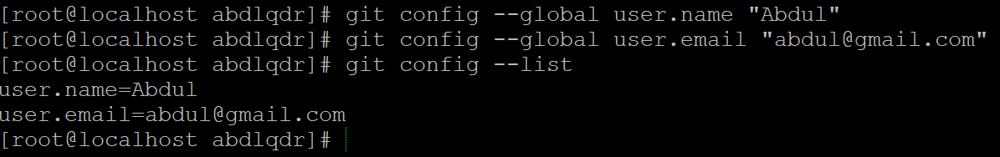 [root@localhost abdlqdr]# git config --global user.name "Abdul"
[root@localhost abdlqdr]# git config --global user.email "abdul@gmail.com"
[root@localhost abdlqdr]# git config --list
user.name=Abdul
user.email=abdul@gmail.com
[root@localhost abdlqdr]#